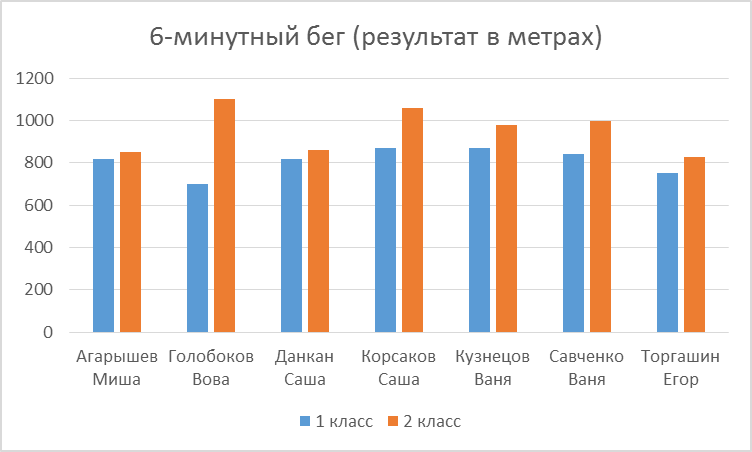 6-минутный бег (результат в метрах)
1200
1000
800
600
400
200
0
Агарышев Миша
Голобоков Вова
Данкан Саша
Корсаков Саша
Кузнецов Ваня
Савченко Ваня
Торгашин Егор
1 класс
2 класс